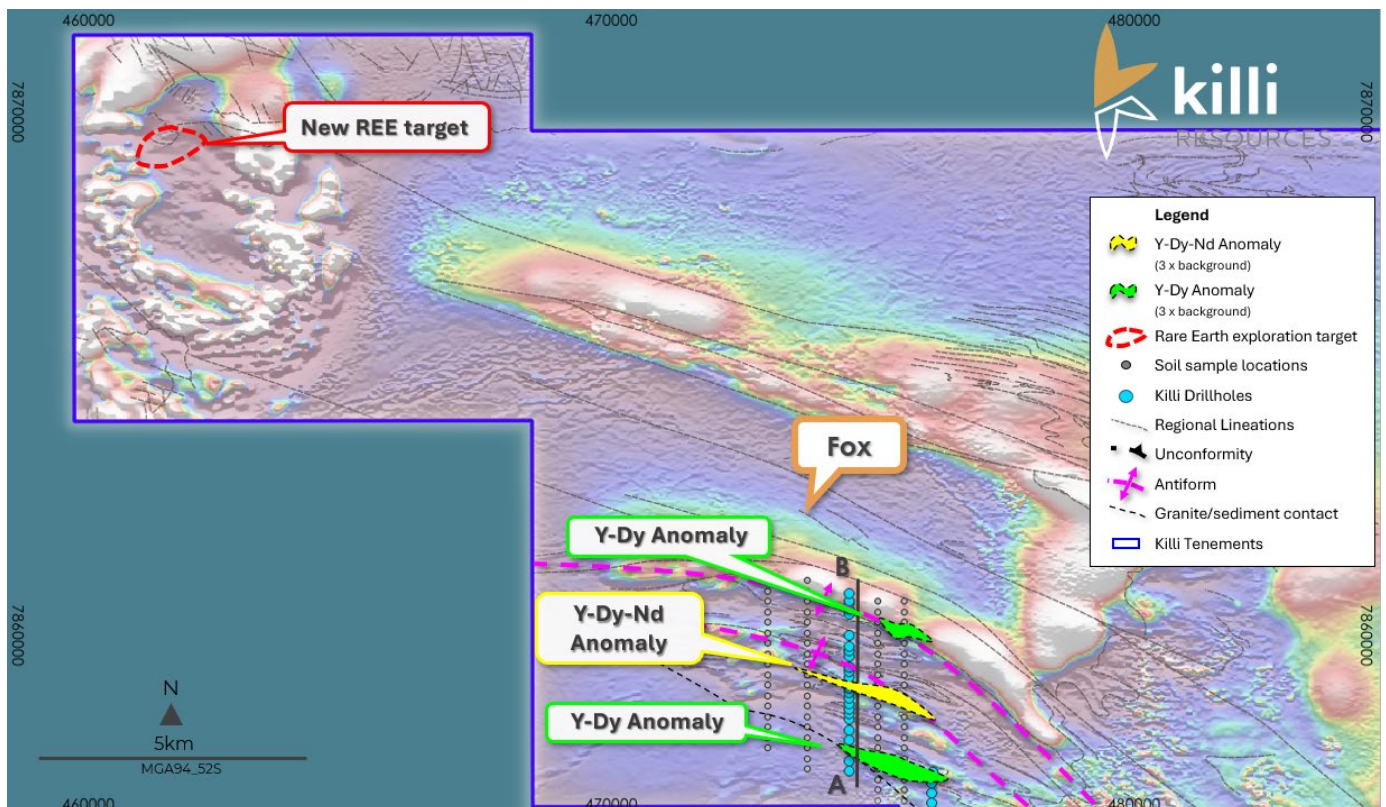 460000
470000
480000
7870000
7870000
killi
RESOURCES
New REE target
Legend
Y-Dy-Nd Anomaly
(3 x background)
Y-Dy Anomaly
(3 x background)
Rare Earth exploration target
Soil sample locations
Killi Drillholes
Regional Lineations
Unconformity
Antiform
Granite/sediment contact
Killi Tenements
Fox
Y-Dy Anomaly
B
Y-Dy-Nd
Anomaly
7860000
7860000
Y-Dy Anomaly
A
N
5km
MGA94_52S
460000
470000
480000